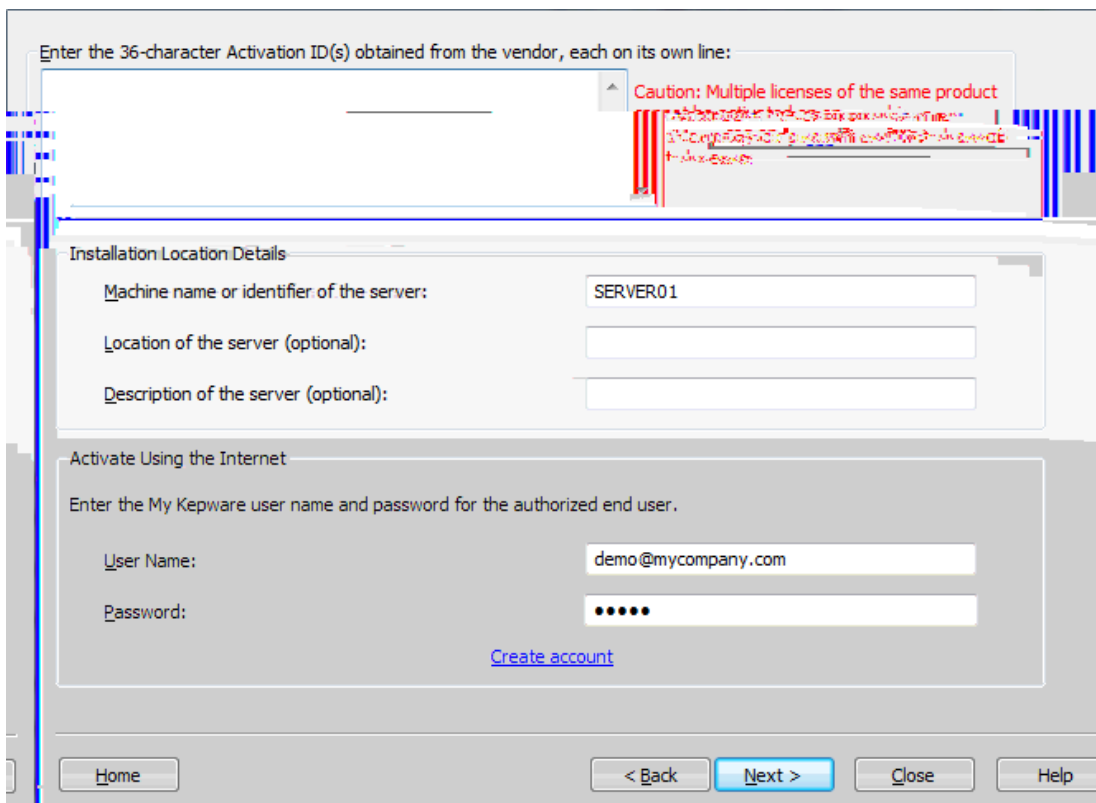 Enter the 36-character Activation ID(s) obtained from the vendor, each on its own line:
Caution: Multiple licenses of the same product
Installation Location Details
Machine name or identifier of the server:
SERVER01
Location of the server (optional):
Description of the server (optional):
Activate Using the Internet
Enter the My Kepware user name and password for the authorized end user.
User Name:
demo@mycompany.com
Password:
•••••
Create account
Home
< Back
Next >
Close
Help